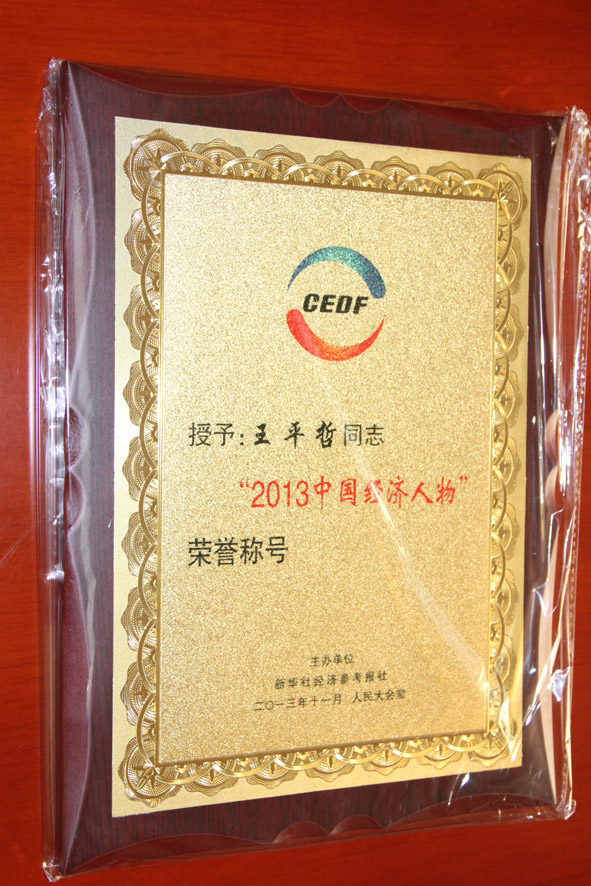 CEDF
授予:王平哲同志
“2013中国经济人物”
荣誉称号
主办单位
新华社经济参考报社
二〇一三年十一月 人民大会堂